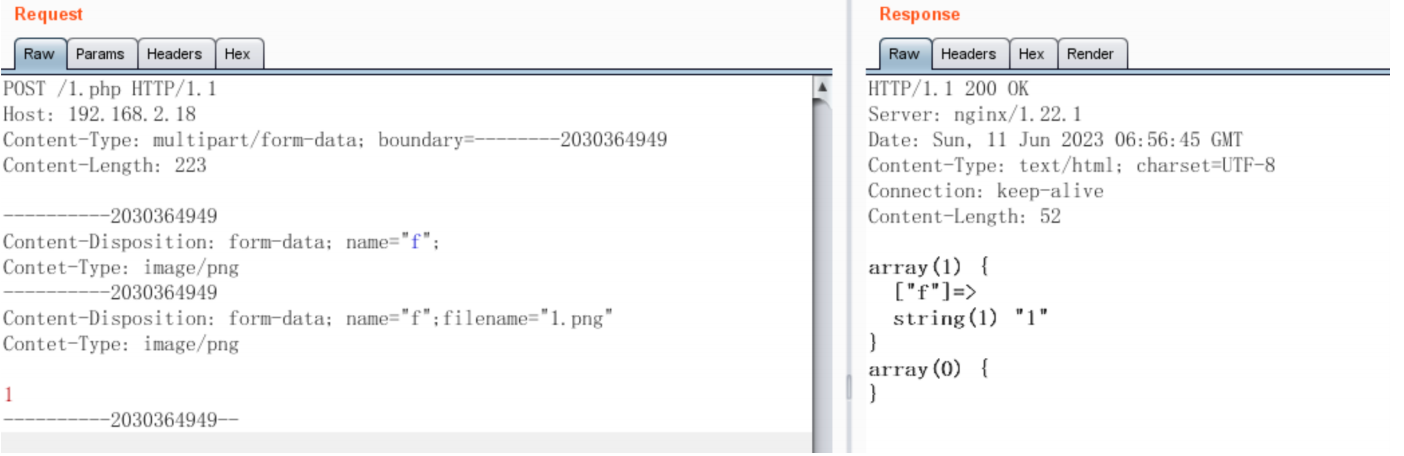 Request
Raw Params Headers Hex
POST /1.php HTTP/1.1
Host: 192.168.2.18
Content-Type: multipart/form-data; boundary=--------2030364949
Content-Length: 223
----------2030364949
Content-Disposition: form-data; name="f";
Contet-Type: image/png
----------2030364949
Content-Disposition: form-data; name="f";filename="1.png"
Contet-Type: image/png
1
----------2030364949--
Response
Raw Headers Hex Render
HTTP/1.1 200 OK
Server: nginx/1.22.1
Date: Sun, 11 Jun 2023 06:56:45 GMT
Content-Type: text/html; charset=UTF-8
Connection: keep-alive
Content-Length: 52
array(1) {
["f"]=>
string(1) "1"
}
array(0) {
}